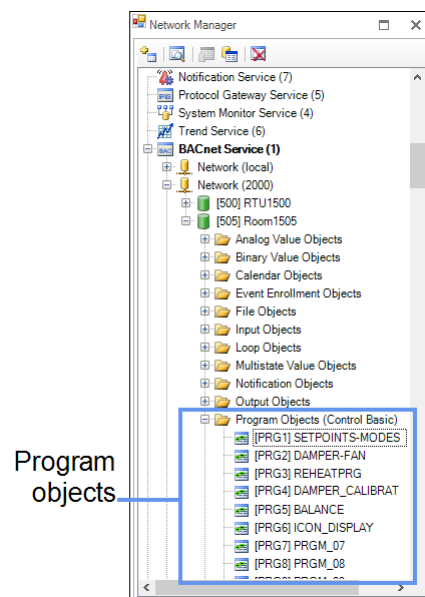 Network Manager
Notification Service (7)
Protocol Gateway Service (5)
System Monitor Service (4)
Trend Service (6)
BACnet Service (1)
Network (local)
Network (2000)
[500] RTU1500
[505] Room1505
Analog Value Objects
Binary Value Objects
Calendar Objects
Event Enrollment Objects
File Objects
Input Objects
Loop Objects
Multistate Value Objects
Notification Objects
Output Objects
Program Objects (Control Basic)
[PRG1] SETPOINTS-MODES
[PRG2] DAMPER-FAN
[PRG3] REHEATPRG
[PRG4] DAMPER_CALIBRAT
[PRG5] BALANCE
[PRG6] ICON_DISPLAY
[PRG7] PRGM_07
[PRG8] PRGM_08
Program
objects